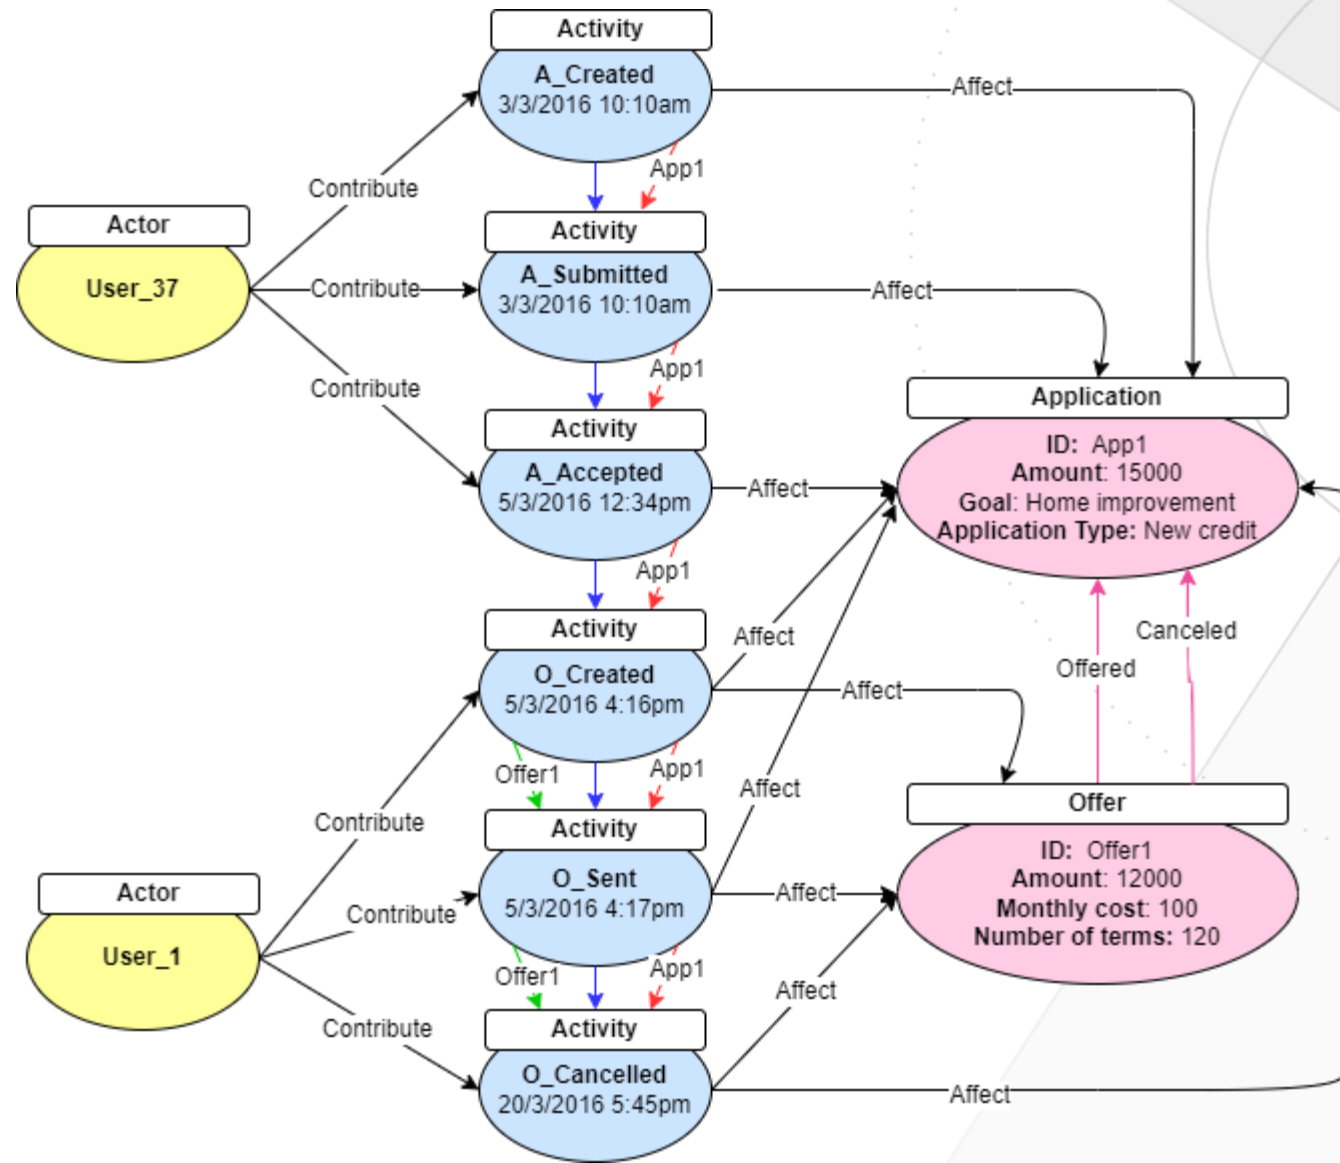 Activity
A_Created
3/3/2016 10:10am
Affect
App1
Contribute
Actor
User_37
Activity
A_Submitted
3/3/2016 10:10am
Contribute
Affect
App1
Contribute
Application
ID: App1
Amount: 15000
Goal: Home improvement
Application Type: New credit
Activity
A_Accepted
5/3/2016 12:34pm
Affect
App1
Activity
O_Created
5/3/2016 4:16pm
Affect
Affect
Canceled
Offered
Offer1
App1
Affect
Contribute
Offer
ID: Offer1
Amount: 12000
Monthly cost: 100
Number of terms: 120
Activity
O_Sent
5/3/2016 4:17pm
Affect
Actor
User_1
Contribute
Offer1
App1
Affect
Contribute
Activity
O_Cancelled
20/3/2016 5:45pm
Affect